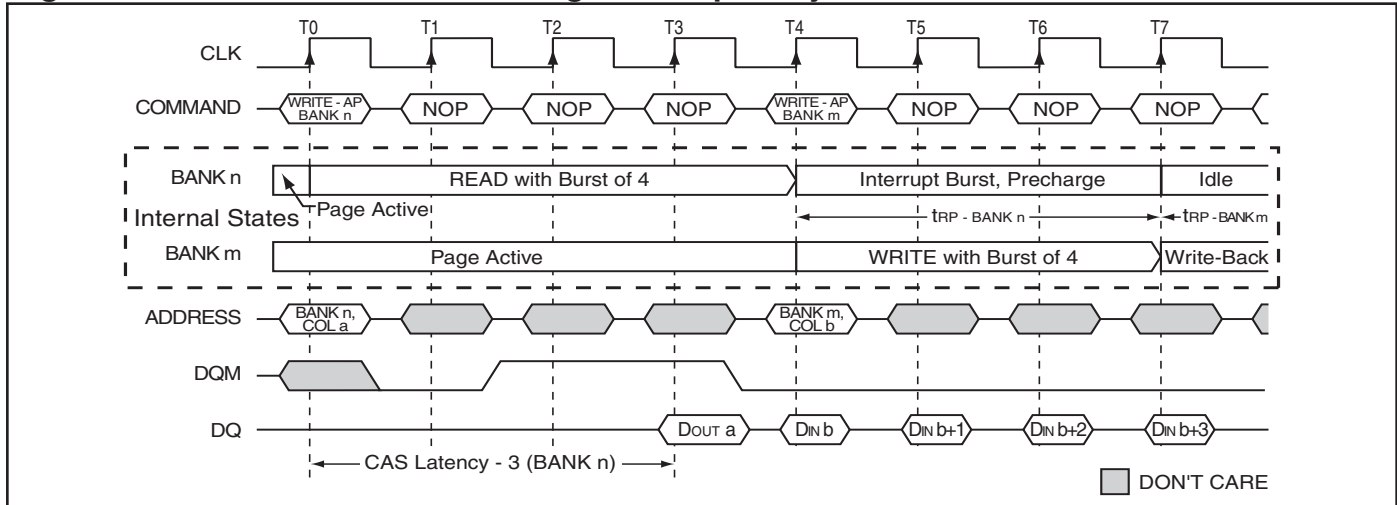 T0 T1 T2 T3 T4 T5 T6 T7
CLK
COMMAND WRITE - AP BANK n NOP NOP NOP WRITE - AP BANK m NOP NOP NOP
BANK n READ with Burst of 4 Interrupt Burst, Precharge Idle
Page Active
Internal States tRP - BANK n tRP - BANK m
BANK m Page Active WRITE with Burst of 4 Write-Back
ADDRESS BANK n, COL a BANK m, COL b
DQM
DQ DOUT a DIN b DIN b+1 DIN b+2 DIN b+3
CAS Latency - 3 (BANK n)
DON'T CARE